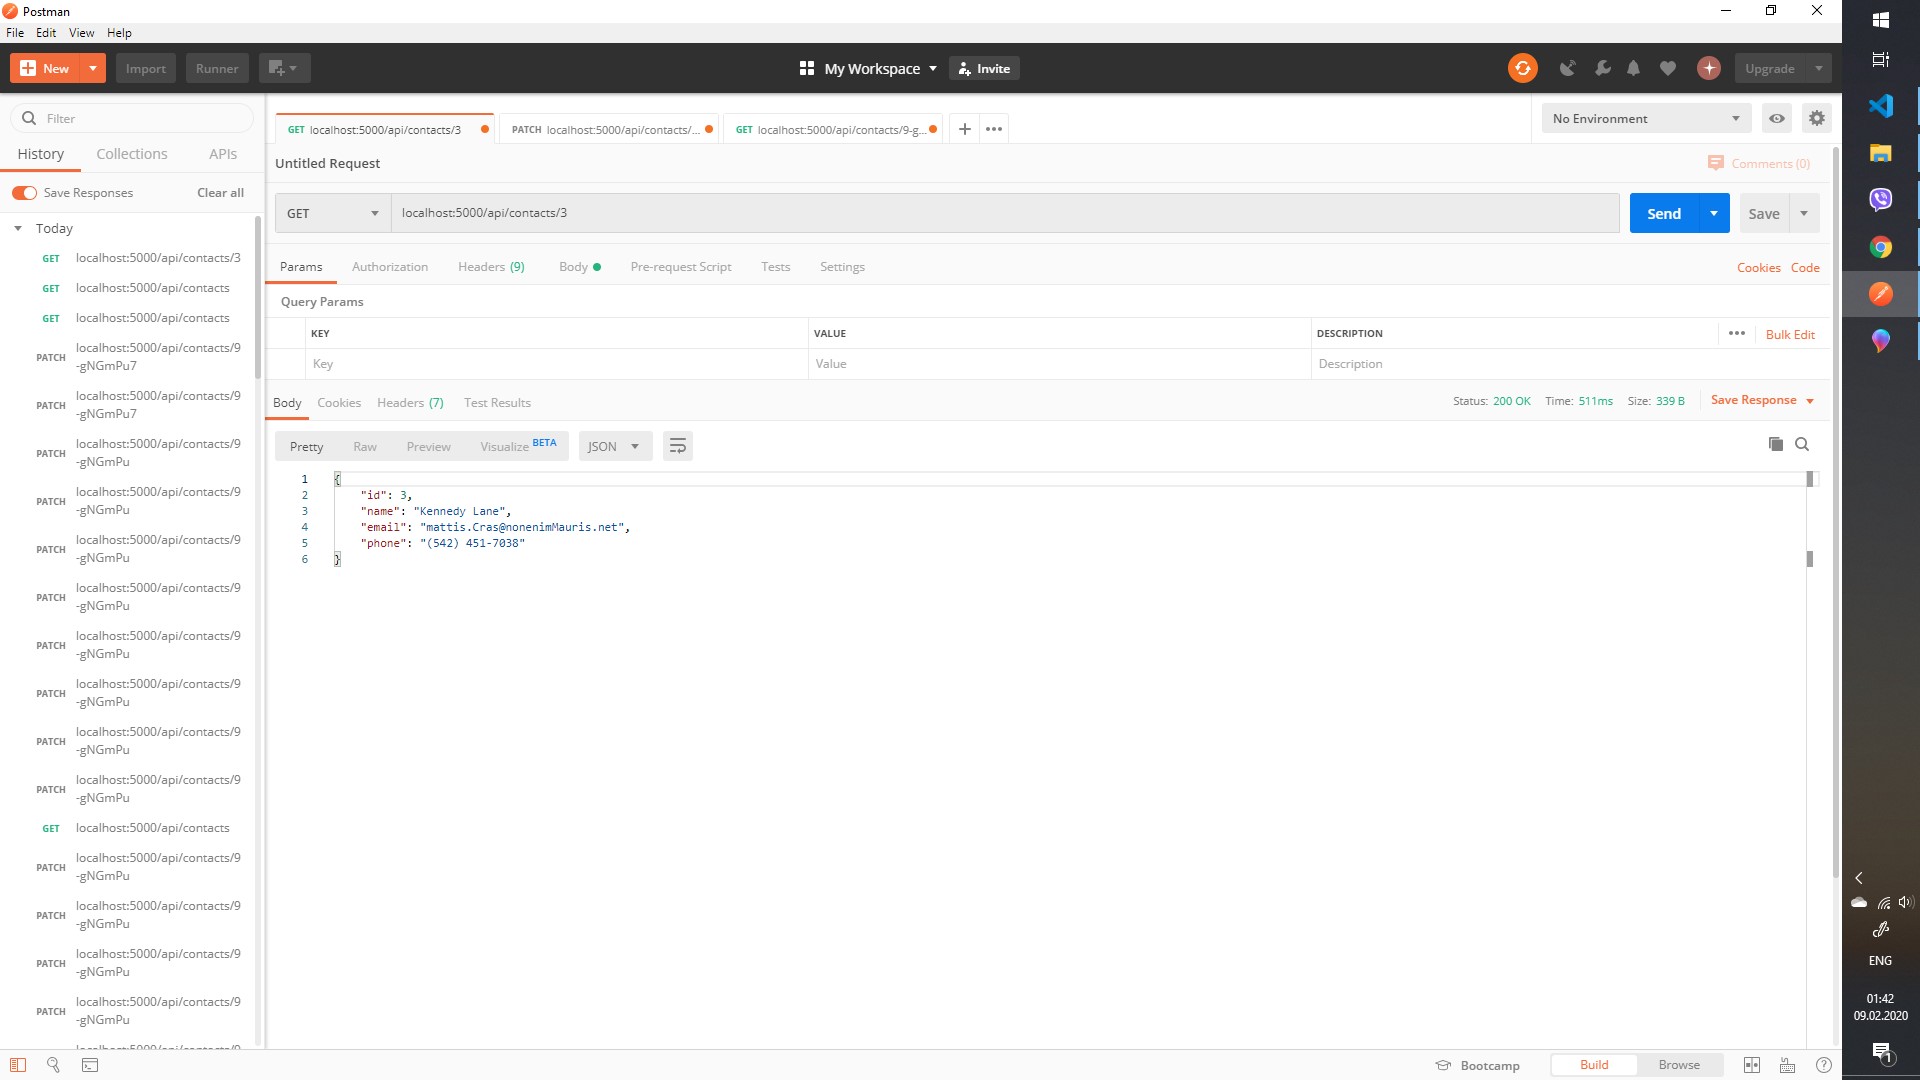 Postman
File Edit View Help
New Import Runner My Workspace Invite Upgrade
Filter
History Collections APIs
Save Responses Clear all
Today
GET localhost:5000/api/contacts/3
GET localhost:5000/api/contacts
GET localhost:5000/api/contacts
PATCH localhost:5000/api/contacts/9
-gNGmPu7
PATCH localhost:5000/api/contacts/9
-gNGmPu7
PATCH localhost:5000/api/contacts/9
-gNGmPu
PATCH localhost:5000/api/contacts/9
-gNGmPu
PATCH localhost:5000/api/contacts/9
-gNGmPu
PATCH localhost:5000/api/contacts/9
-gNGmPu
PATCH localhost:5000/api/contacts/9
-gNGmPu
PATCH localhost:5000/api/contacts/9
-gNGmPu
PATCH localhost:5000/api/contacts/9
-gNGmPu
PATCH localhost:5000/api/contacts/9
-gNGmPu
GET localhost:5000/api/contacts
PATCH localhost:5000/api/contacts/9
-gNGmPu
PATCH localhost:5000/api/contacts/9
-gNGmPu
PATCH localhost:5000/api/contacts/9
-gNGmPu
PATCH localhost:5000/api/contacts/9
-gNGmPu
GET localhost:5000/api/contacts/3 PATCH localhost:5000/api/contacts/... GET localhost:5000/api/contacts/9-g...
No Environment
Untitled Request
Comments (0)
GET localhost:5000/api/contacts/3 Send Save
Params Authorization Headers (9) Body Pre-request Script Tests Settings Cookies Code
Query Params
KEY VALUE DESCRIPTION Bulk Edit
Key Value Description
Body Cookies Headers (7) Test Results Status: 200 OK Time: 511ms Size: 339 B Save Response
Pretty Raw Preview Visualize BETA JSON
1 {
2 "id": 3,
3 "name": "Kennedy Lane",
4 "email": "mattis.Cras@nonenimMauris.net",
5 "phone": "(542) 451-7038"
6 }
Bootcamp Build Browse
ENG
01:42
09.02.2020
1